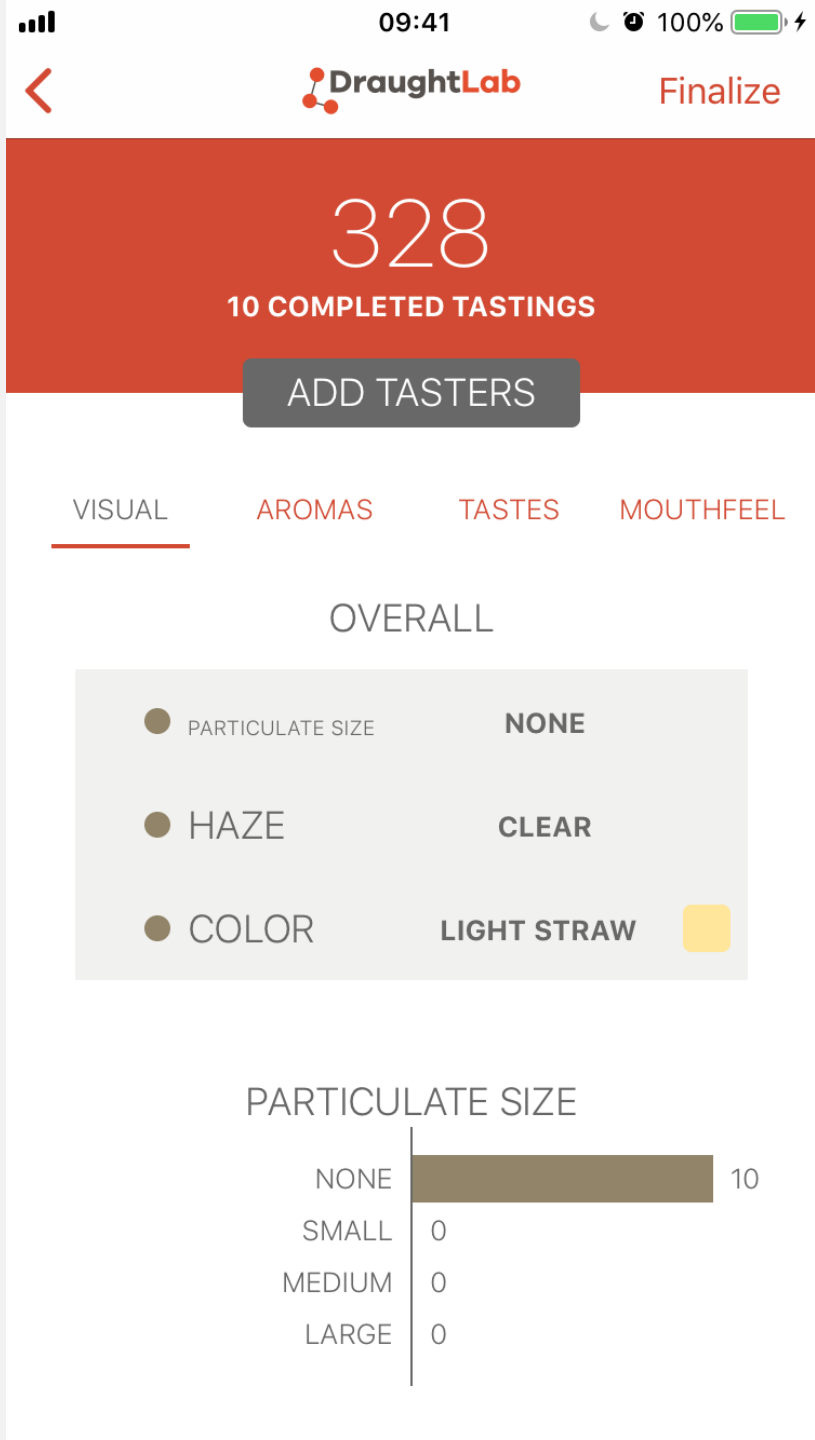 09:41 100%
DraughtLab Finalize
328
10 COMPLETED TASTINGS
ADD TASTERS
VISUAL AROMAS TASTES MOUTHFEEL
OVERALL
PARTICULATE SIZE NONE
HAZE CLEAR
COLOR LIGHT STRAW
PARTICULATE SIZE
NONE 10
SMALL 0
MEDIUM 0
LARGE 0